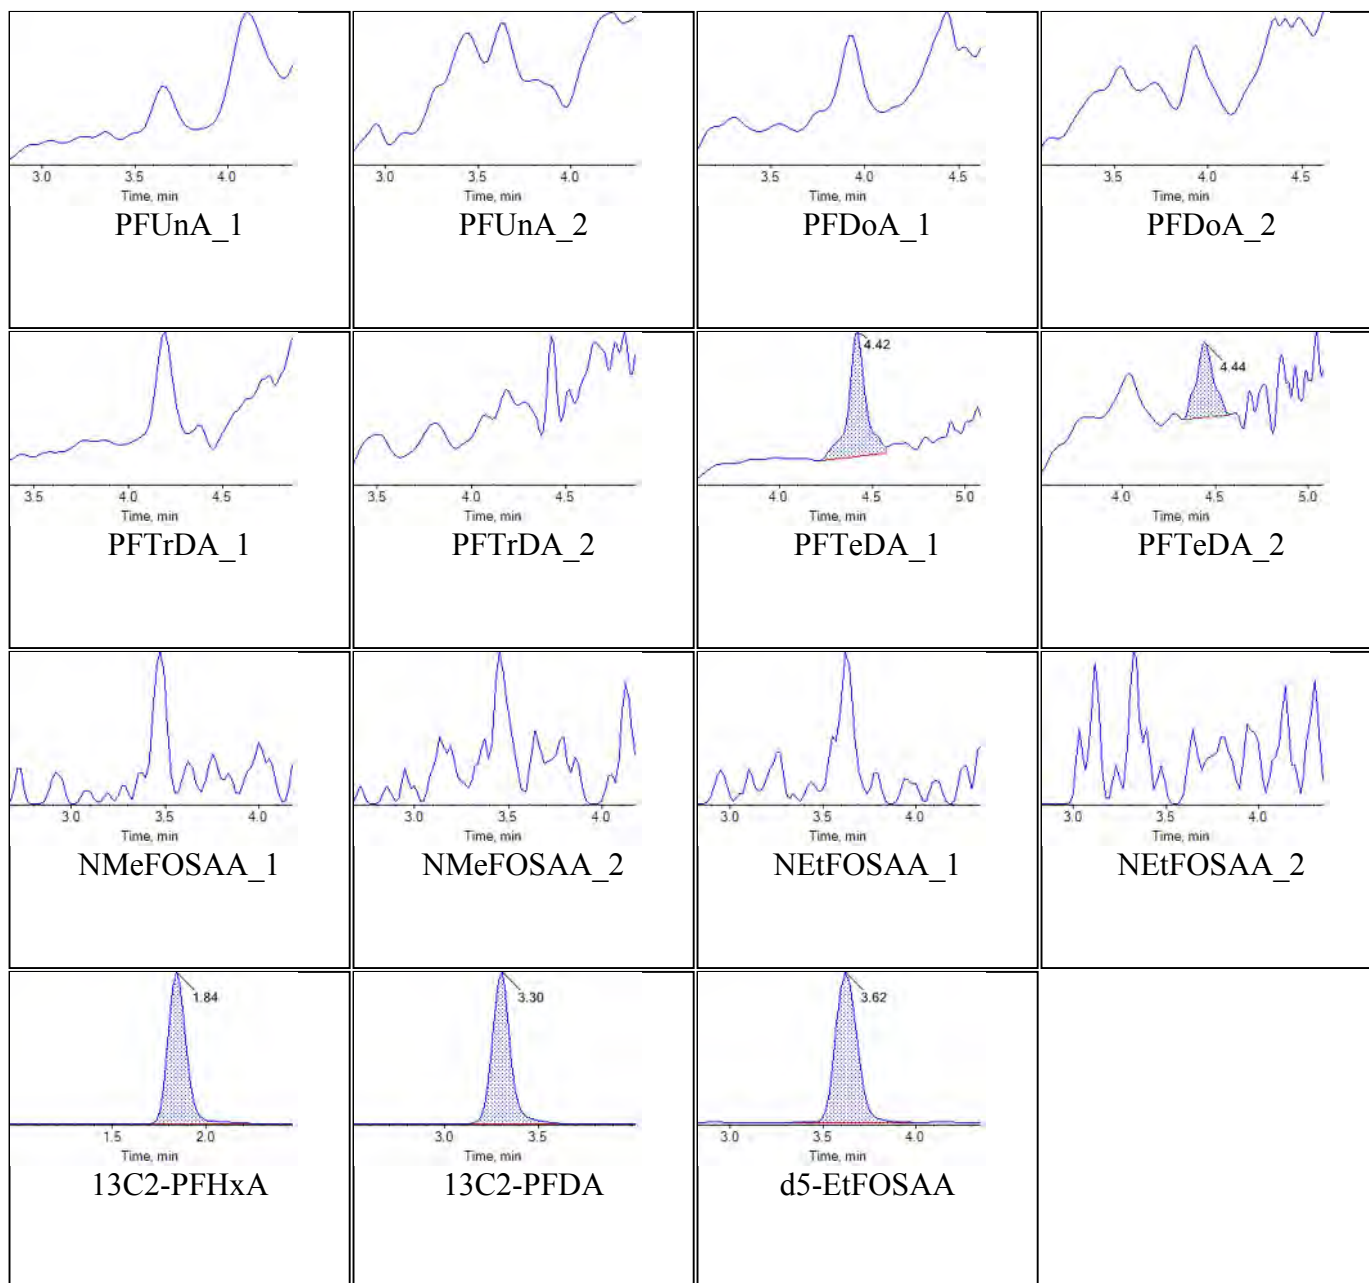 3.0 3.5 4.0
Time, min
PFUnA_1
3.0 3.5 4.0
Time, min
PFUnA_2
3.5 4.0 4.5
Time, min
PFDoA_1
3.5 4.0 4.5
Time, min
PFDoA_2
3.5 4.0 4.5
Time, min
PFTrDA_1
3.5 4.0 4.5
Time, min
PFTrDA_2
4.42
4.0 4.5 5.0
Time, min
PFTeDA_1
4.44
4.0 4.5 5.0
Time, min
PFTeDA_2
3.0 3.5 4.0
Time, min
NMeFOSAA_1
3.0 3.5 4.0
Time, min
NMeFOSAA_2
3.0 3.5 4.0
Time, min
NEtFOSAA_1
3.0 3.5 4.0
Time, min
NEtFOSAA_2
1.84
1.5 2.0
Time, min
13C2-PFHxA
3.30
3.0 3.5
Time, min
13C2-PFDA
3.62
3.0 3.5 4.0
Time, min
d5-EtFOSAA